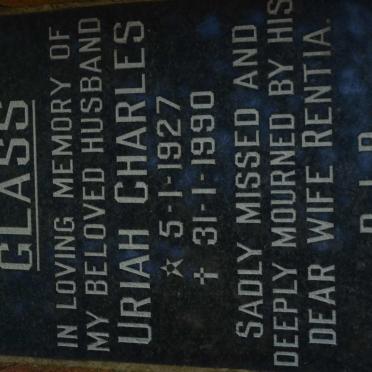 GLASS
IN LOVING MEMORY OF
MY BELOVED HUSBAND
URIAH CHARLES
☆ 5-1-1927
✝ 31-1-1990
SADLY MISSED AND
DEEPLY MOURNED BY HIS
DEAR WIFE RENTIA.
R.I.P.